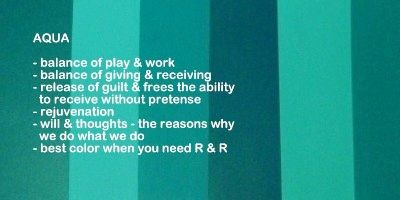 AQUA
- balance of play & work
- balance of giving & receiving
- release of guilt & frees the ability
to receive without pretense
- rejuvenation
- will & thoughts - the reasons why
we do what we do
- best color when you need R & R